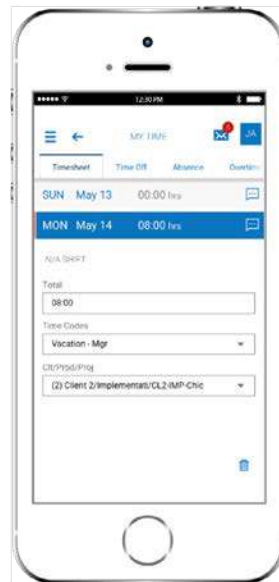 12:30 PM
MY TIME
JA
Timesheet Time Off Absence Overtime
SUN May 13 00:00 hrs
MON May 14 08:00 hrs
N/A SHIFT
Total
08:00
Time Codes
Vacation - Mgr
Clt/Prod/Proj
(2) Client 2/Implementati/CL2-IMP-Chic